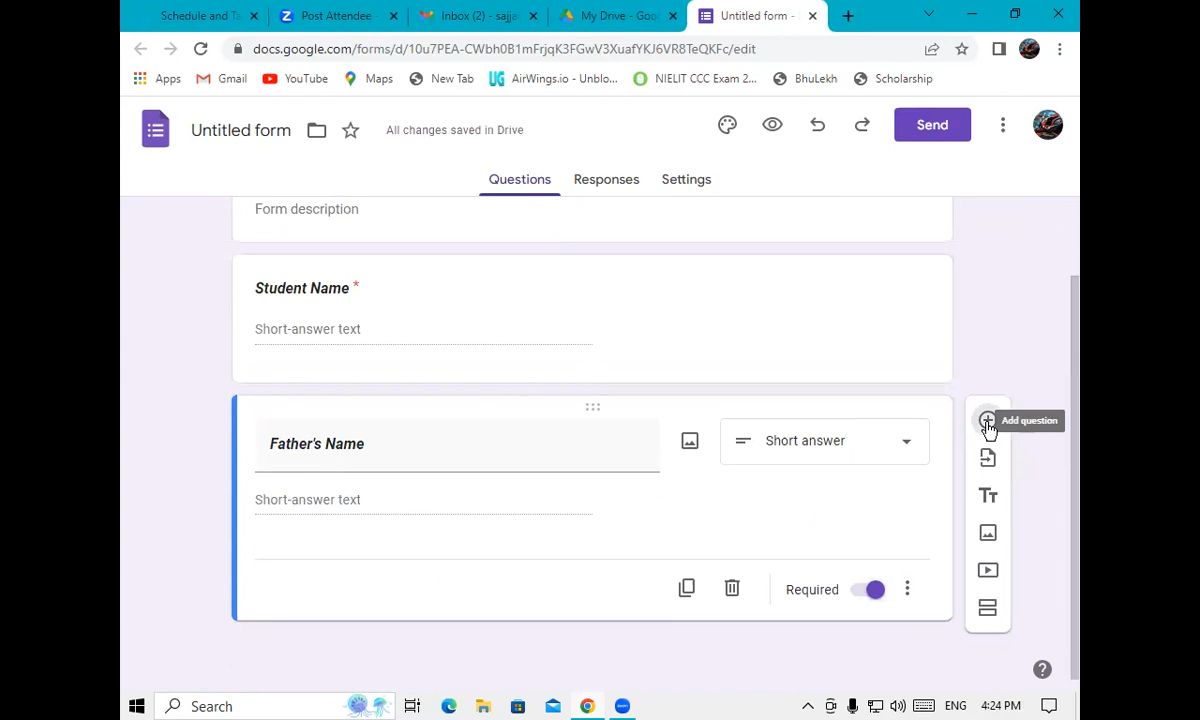 Schedule and Ta
Post Attendee
Inbox (2) - sajja
My Drive - Goo
Untitled form -
docs.google.com/forms/d/10u7PEA-CWbh0B1mFrjqK3FGwV3XuafYKJ6VR8TeQKFc/edit
Apps
Gmail
YouTube
Maps
New Tab
UG AirWings.io - Unblo...
NIELIT CCC Exam 2...
BhuLekh
Scholarship
Untitled form
All changes saved in Drive
Send
Questions
Responses
Settings
Form description
Student Name *
Short-answer text
Father's Name
Short answer
Add question
Tт
Short-answer text
Required
Search
ENG
4:24 PM